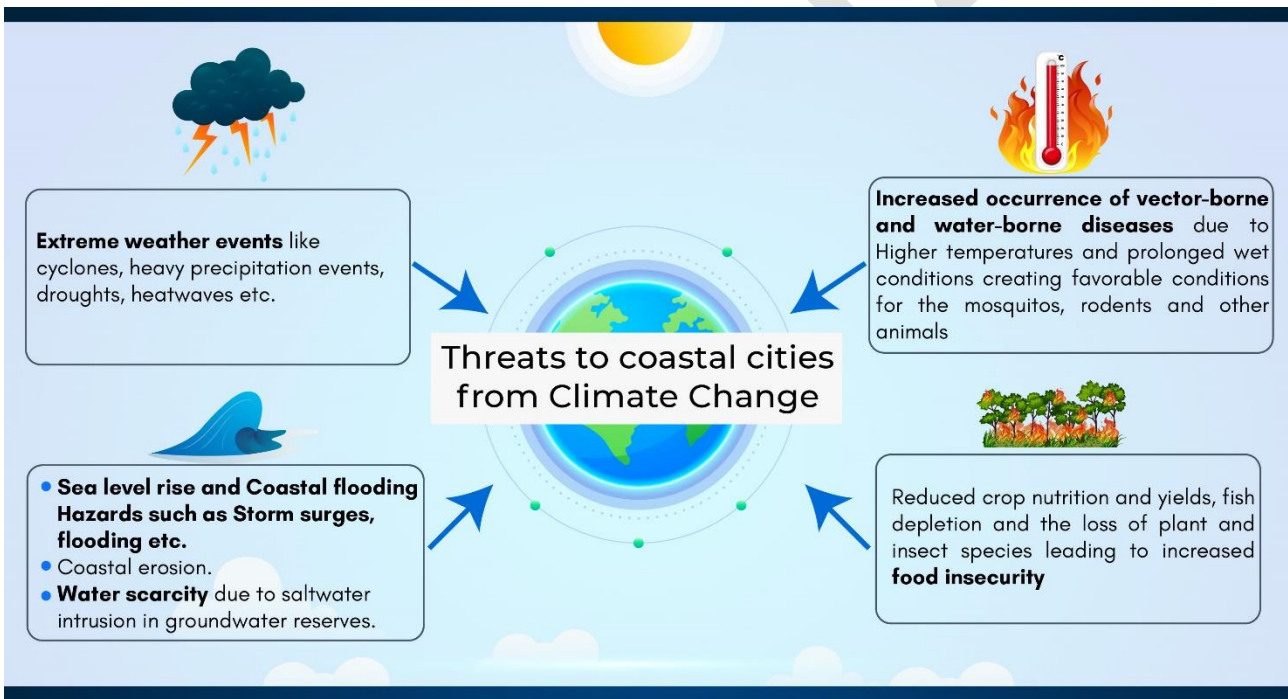 Extreme weather events like
cyclones, heavy precipitation events,
droughts, heatwaves etc.
°C
Increased occurrence of vector-borne
and water-borne diseases due to
Higher temperatures and prolonged wet
conditions creating favorable conditions
for the mosquitos, rodents and other
animals
Threats to coastal cities
from Climate Change
• Sea level rise and Coastal flooding
Hazards such as Storm surges,
flooding etc.
• Coastal erosion.
• Water scarcity due to saltwater
intrusion in groundwater reserves.
Reduced crop nutrition and yields, fish
depletion and the loss of plant and
insect species leading to increased
food insecurity